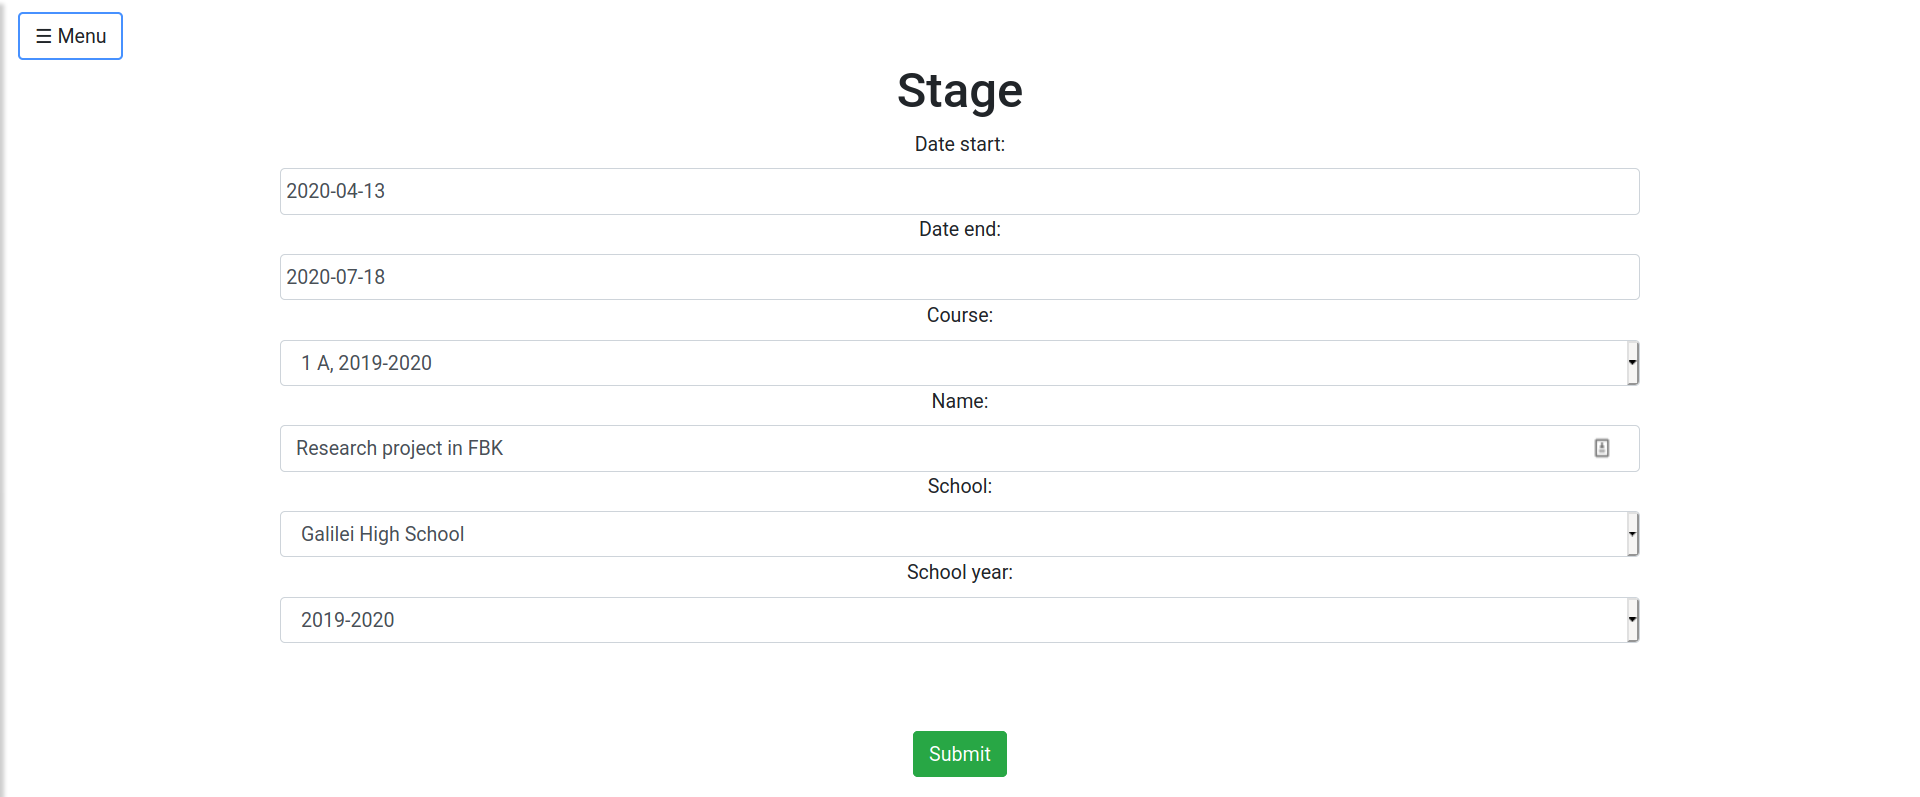 ☰ Menu
Stage
Date start:
2020-04-13
Date end:
2020-07-18
Course:
1 A, 2019-2020
Name:
Research project in FBK
School:
Galilei High School
School year:
2019-2020
Submit